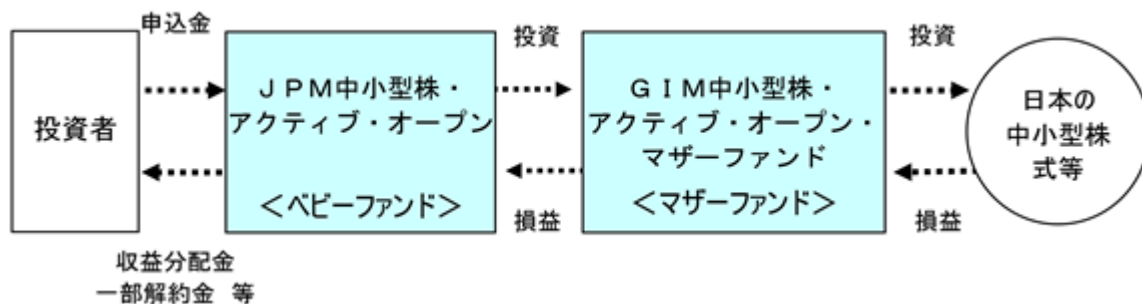 申込金
投資者
収益分配金
一部解約金 等
JPM中小型株・
アクティブ・オープン
<ベビーファンド>
投資
損益
GIM中小型株・
アクティブ・オープン・
マザーファンド
<マザーファンド>
投資
損益
日本の
中小型株
式等